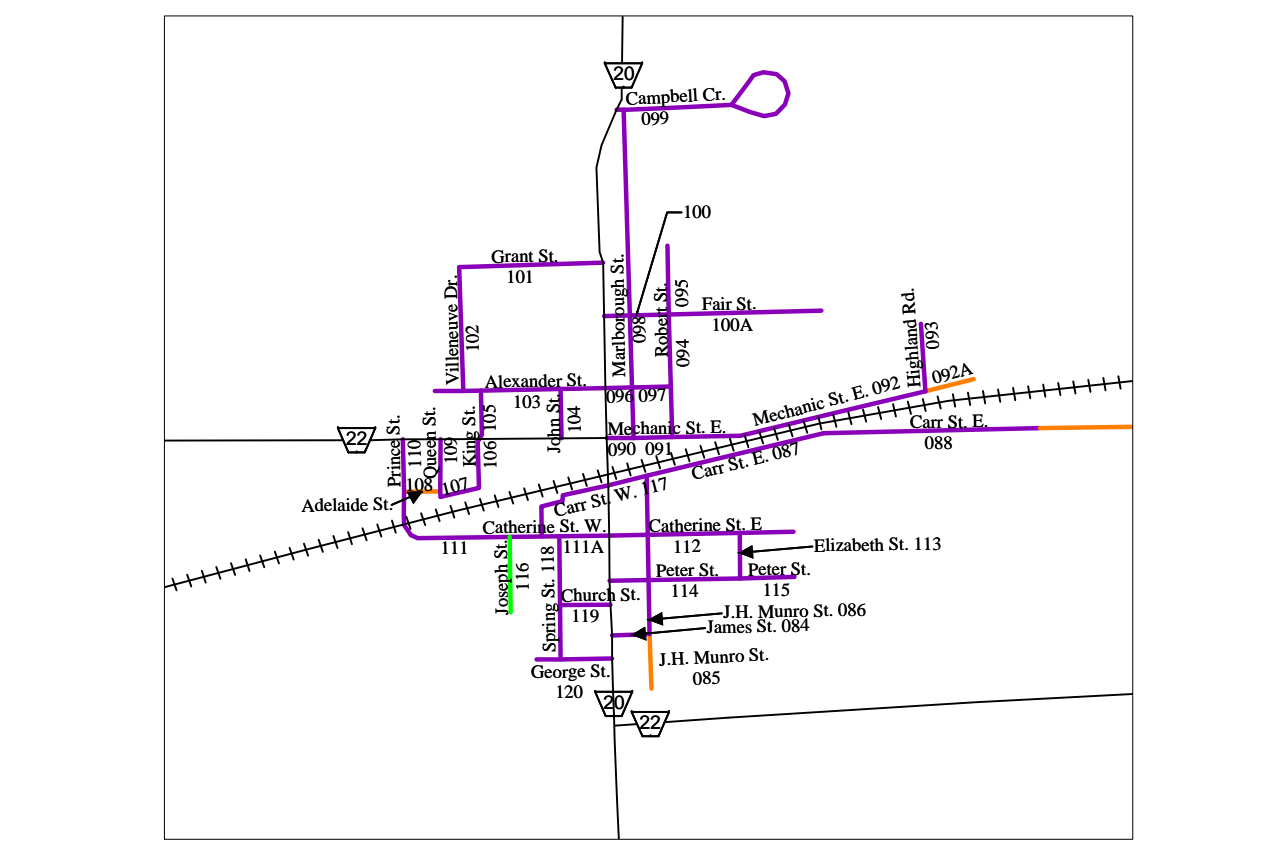 20
Campbell Cr.
099
100
Grant St.
101
Villeneuve Dr.
102
Marlborough St.
098
Robert St.
095
094
Fair St.
100A
Highland Rd.
093
092A
Alexander St.
103
096 097
John St.
104
105
King St.
106
Mechanic St. E. 092
Mechanic St. E.
090 091
Carr St. E.
088
Carr St. E. 087
22
Prince St.
110
Queen St.
109
108
107
Adelaide St.
Carr St. W. 117
Catherine St. W.
111
111A
Catherine St. E
112
Elizabeth St. 113
Joseph St.
116
Spring St. 118
Peter St.
114
Peter St.
115
Church St.
119
J.H. Munro St. 086
James St. 084
J.H. Munro St.
085
George St.
120
20
22